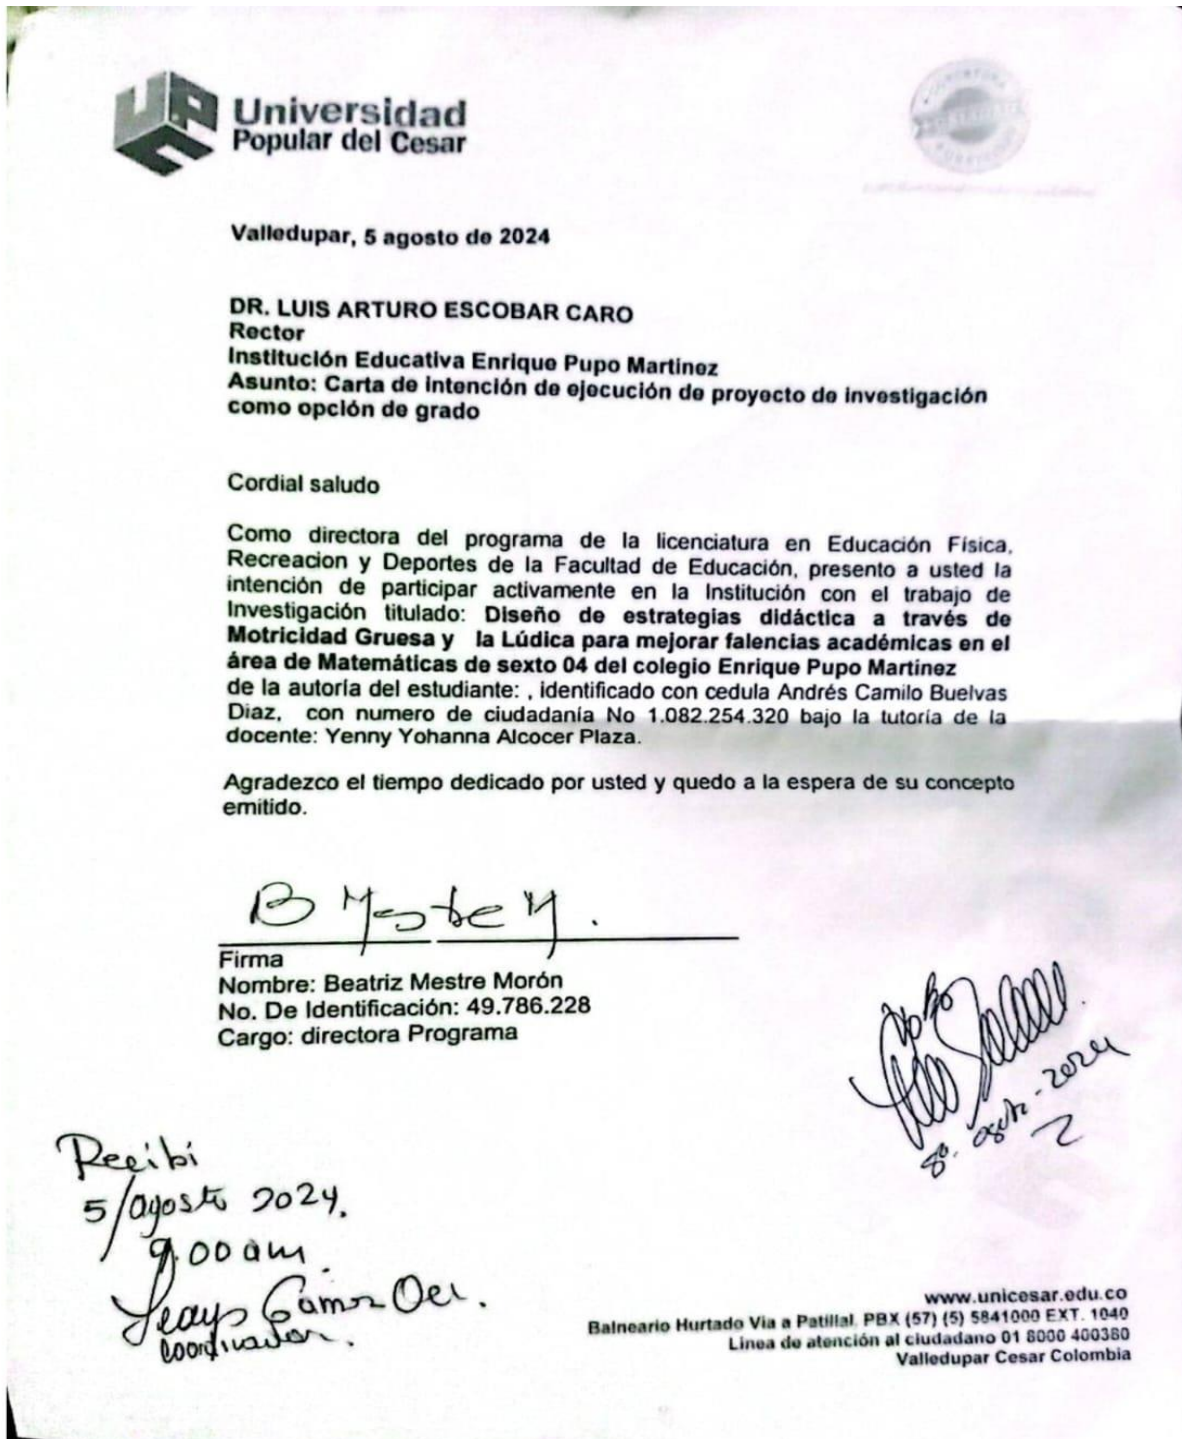 UPC
Universidad
Popular del Cesar
Valledupar, 5 agosto de 2024
DR. LUIS ARTURO ESCOBAR CARO
Rector
Institución Educativa Enrique Pupo Martinez
Asunto: Carta de intención de ejecución de proyecto de investigación
como opción de grado
Cordial saludo
Como directora del programa de la licenciatura en Educación Física,
Recreacion y Deportes de la Facultad de Educación, presento a usted la
intención de participar activamente en la Institución con el trabajo de
Investigación titulado: Diseño de estrategias didáctica a través de
Motricidad Gruesa y la Lúdica para mejorar falencias académicas en el
área de Matemáticas de sexto 04 del colegio Enrique Pupo Martínez
de la autoría del estudiante: , identificado con cedula Andrés Camilo Buelvas
Diaz, con numero de ciudadanía No 1.082.254.320 bajo la tutoría de la
docente: Yenny Yohanna Alcocer Plaza.
Agradezco el tiempo dedicado por usted y quedo a la espera de su concepto
emitido.
Firma
Nombre: Beatriz Mestre Morón
No. De Identificación: 49.786.228
Cargo: directora Programa
2024
Recibi
5/agosto 2024.
9:00 am
Coordinador.
www.unicesar.edu.co
Balneario Hurtado Via a Patillal. PBX (57) (5) 5841000 EXT. 1040
Linea de atención al ciudadano 01 8000 400380
Valledupar Cesar Colombia